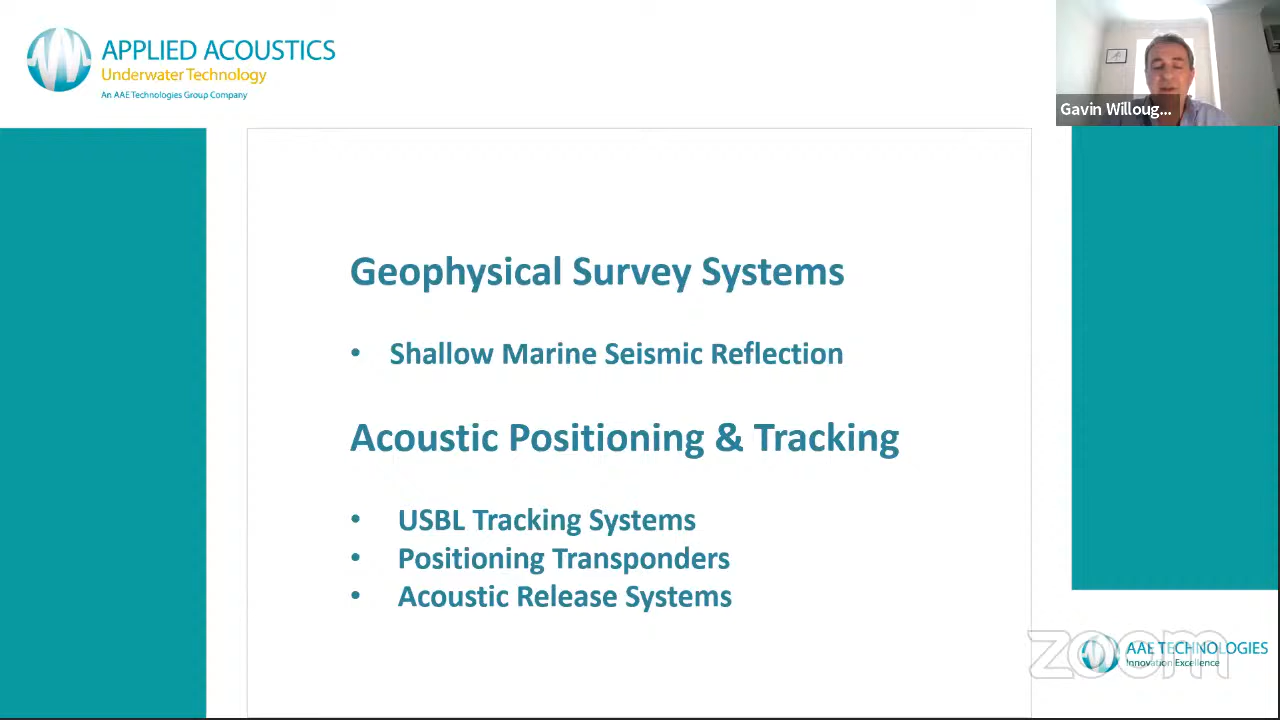 APPLIED ACOUSTICS
Underwater Technology
An AAE Technologies Group Company
Gavin Willoug...
Geophysical Survey Systems
• Shallow Marine Seismic Reflection
Acoustic Positioning & Tracking
• USBL Tracking Systems
• Positioning Transponders
• Acoustic Release Systems
zoom
AAE TECHNOLOGIES
Innovation Excellence